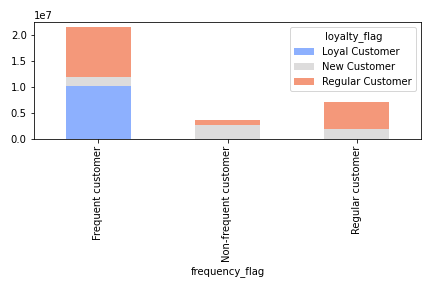 1e7
2.0
1.5
1.0
0.5
0.0
loyalty_flag
Loyal Customer
New Customer
Regular Customer
Frequent customer
Non-frequent customer
Regular customer
frequency_flag